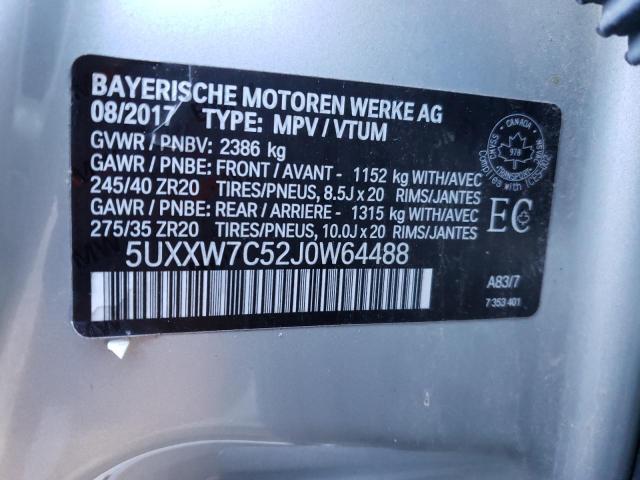 BAYERISCHE MOTOREN WERKE AG
08/2017 TYPE: MPV / VTUM
GVWR / PNBV: 2386 kg
GAWR / PNBE: FRONT / AVANT - 1152 kg WITH/AVEC
245/40 ZR20 TIRES/PNEUS, 8.5J x 20 RIMS/JANTES
GAWR / PNBE: REAR / ARRIERE - 1315 kg WITH/AVEC
275/35 ZR20 TIRES/PNEUS, 10.0J x 20 RIMS/JANTES
5UXXW7C52J0W64488
CANADA
978
TRANSPORT
EC
A83/7
7 353 401